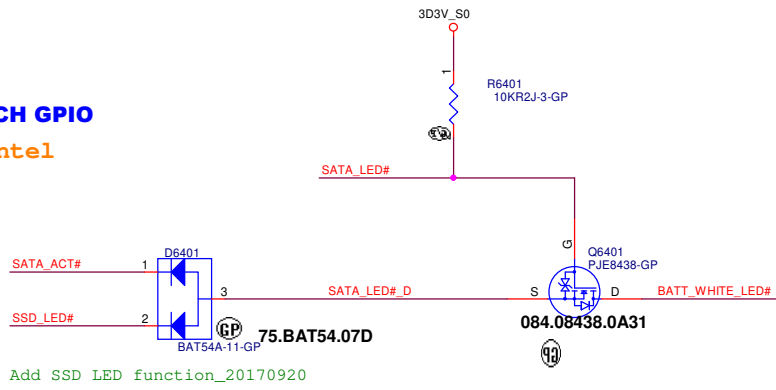 3D3V_S0
1
R6401
10KR2J-3-GP
CH GPIO
ntel
SATA_LED#
G
Q6401
PJE8438-GP
D6401
SATA_ACT#
1
3
SATA_LED#_D
S
D
BATT_WHITE_LED#
SSD_LED#
2
GP
75.BAT54.07D
084.08438.0A31
BAT54A-11-GP
GP
Add SSD LED function_20170920